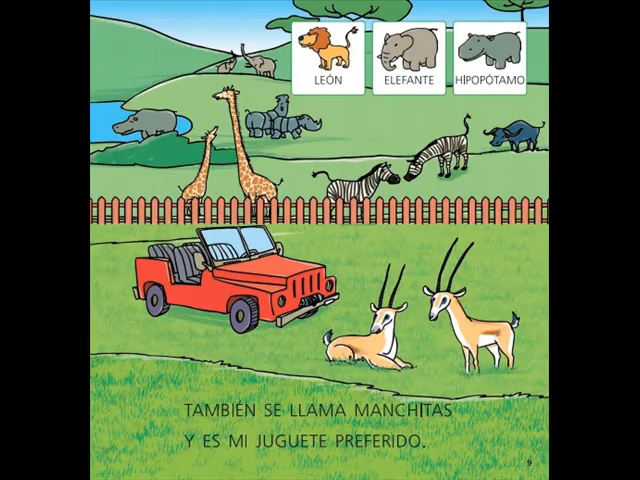 LEÓN
ELEFANTE
HIPOPÓTAMO
TAMBIÉN SE LLAMA MANCHITAS
Y ES MI JUGUETE PREFERIDO.
9